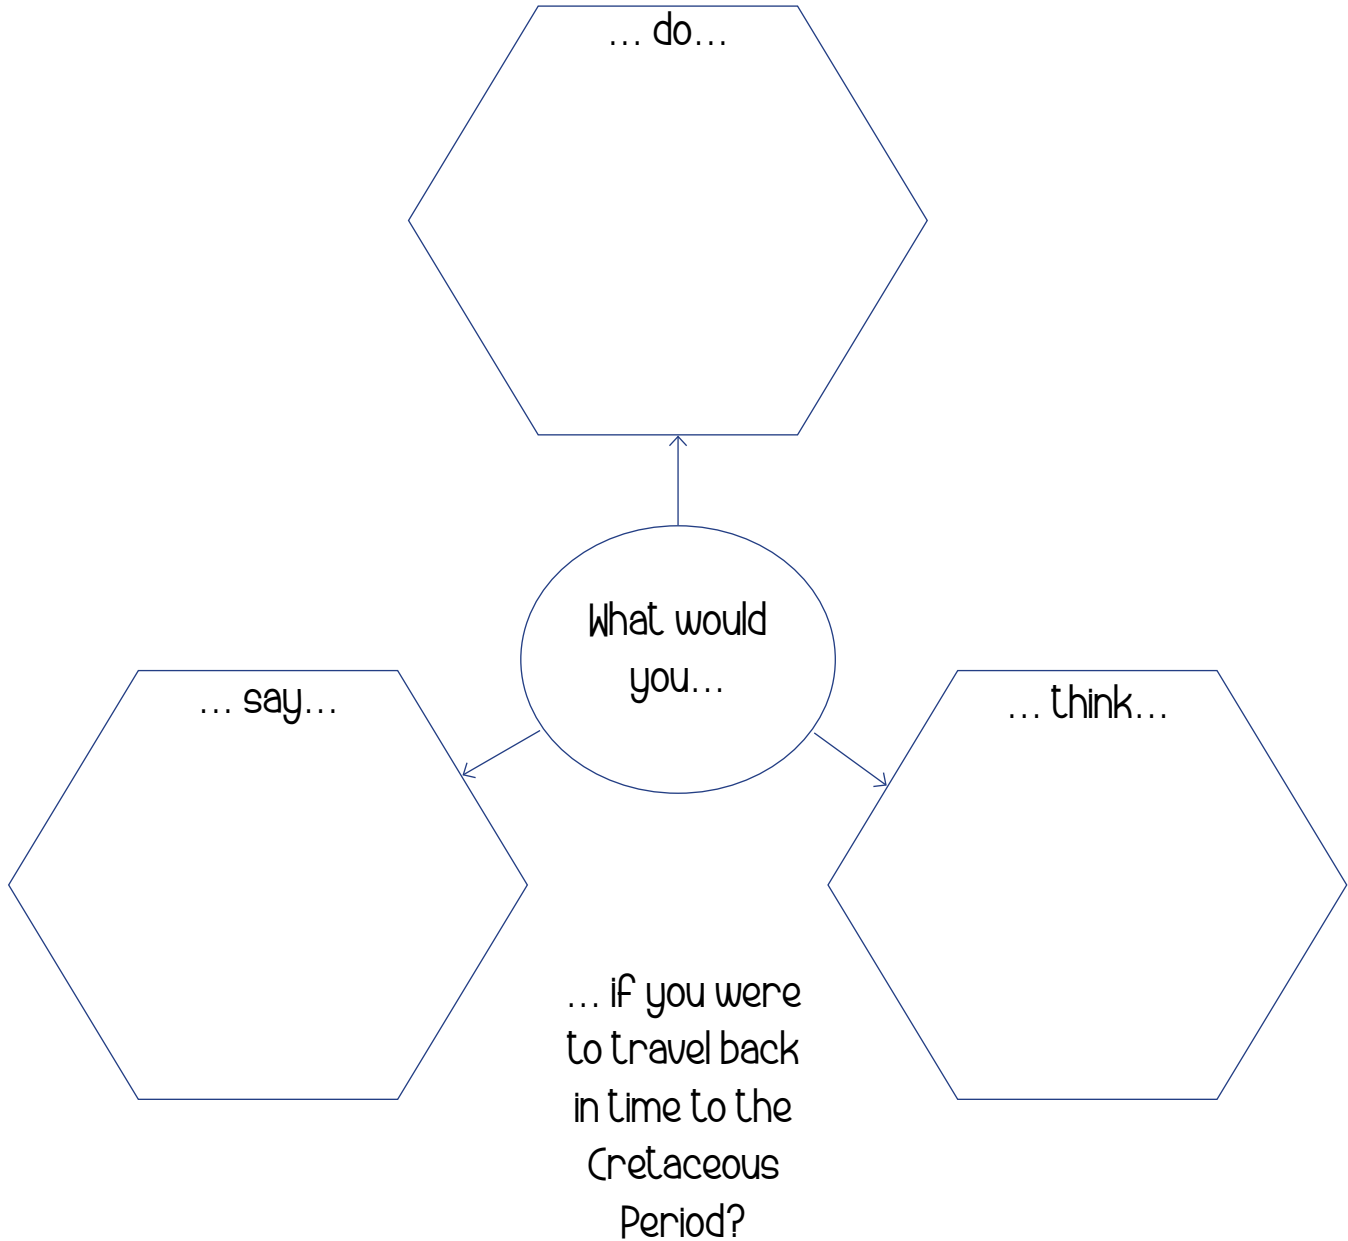 ... do...
What would
you...
... say...
... think...
... if you were
to travel back
in time to the
Cretaceous
Period?